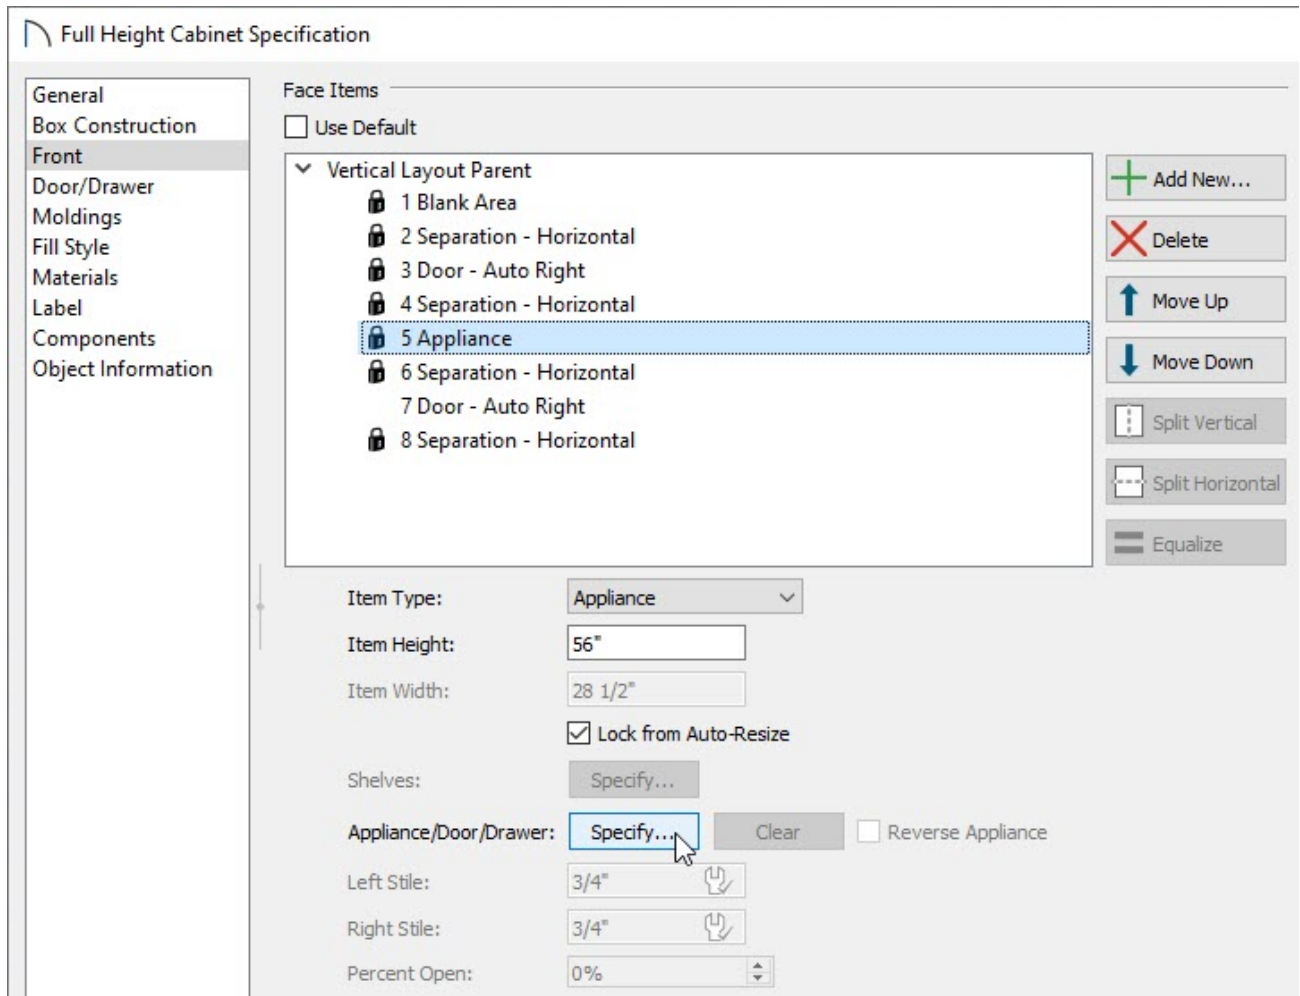 Full Height Cabinet Specification
General
Box Construction
Front
Door/Drawer
Moldings
Fill Style
Materials
Label
Components
Object Information
Face Items
Use Default
Vertical Layout Parent
1 Blank Area
2 Separation - Horizontal
3 Door - Auto Right
4 Separation - Horizontal
5 Appliance
6 Separation - Horizontal
7 Door - Auto Right
8 Separation - Horizontal
Add New...
Delete
Move Up
Move Down
Split Vertical
Split Horizontal
Equalize
Item Type: Appliance
Item Height: 56"
Item Width: 28 1/2"
Lock from Auto-Resize
Shelves: Specify...
Appliance/Door/Drawer: Specify... Clear Reverse Appliance
Left Stile: 3/4"
Right Stile: 3/4"
Percent Open: 0%